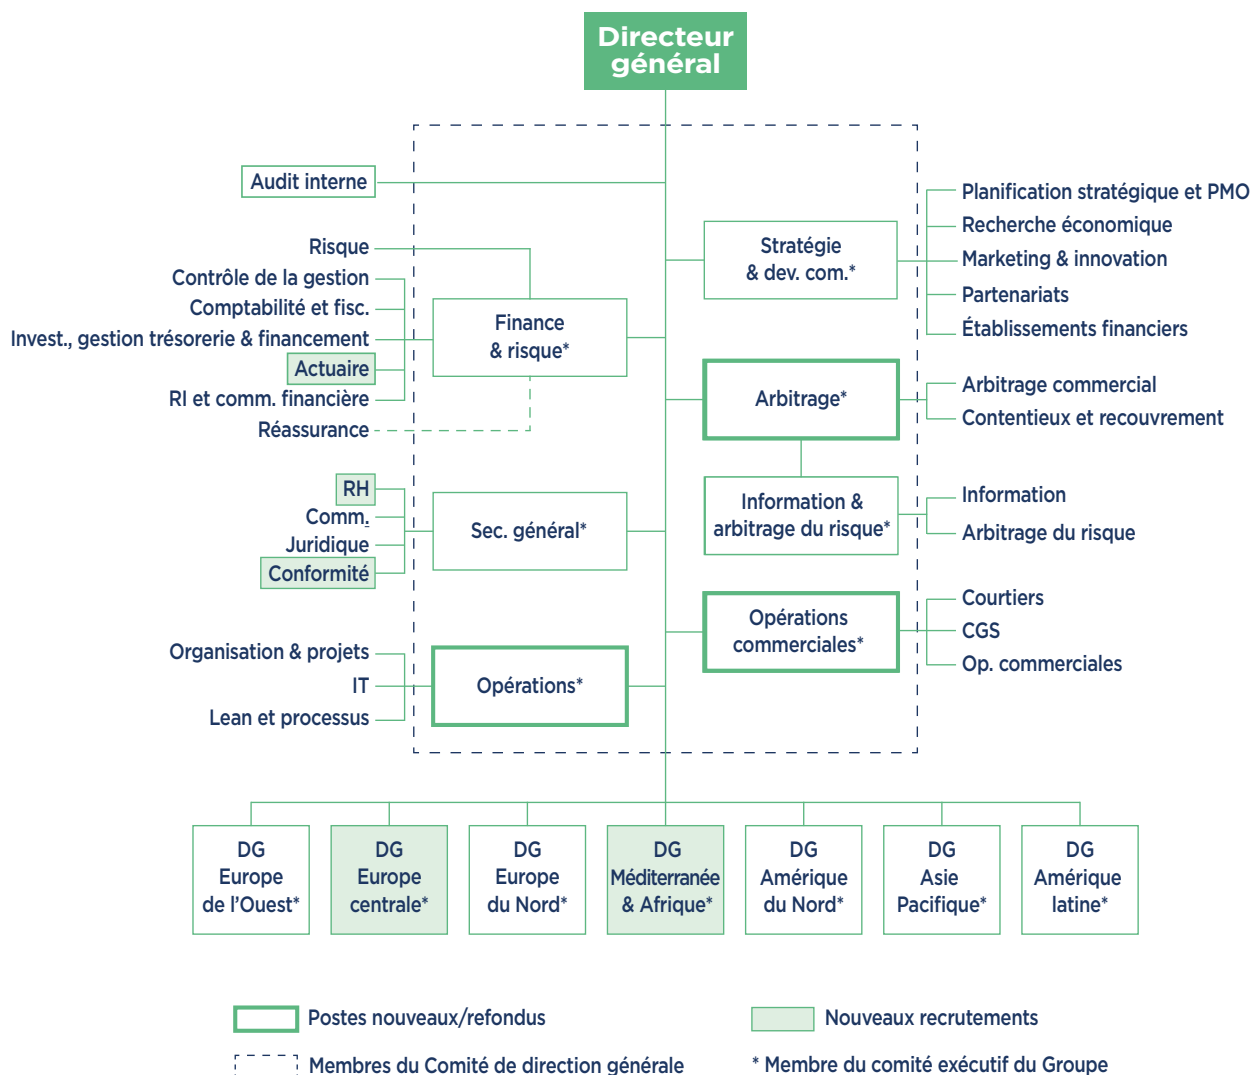 Directeur
général
Audit interne
Risque
Contrôle de la gestion
Comptabilité et fisc.
Invest., gestion trésorerie & financement
Actuaire
RI et comm. financière
Réassurance
Finance
& risque*
RH
Comm.
Juridique
Conformité
Sec. général*
Organisation & projets
IT
Lean et processus
Opérations*
Stratégie
& dev. com.*
Planification stratégique et PMO
Recherche économique
Marketing & innovation
Partenariats
Établissements financiers
Arbitrage*
Arbitrage commercial
Contentieux et recouvrement
Information &
arbitrage du risque*
Information
Arbitrage du risque
Opérations
commerciales*
Courtiers
CGS
Op. commerciales
DG
Europe
de l'Ouest*
DG
Europe
centrale*
DG
Europe
du Nord*
DG
Méditerranée
& Afrique*
DG
Amérique
du Nord*
DG
Asie
Pacifique*
DG
Amérique
latine*
Postes nouveaux/refondus
Nouveaux recrutements
Membres du Comité de direction générale
* Membre du comité exécutif du Groupe